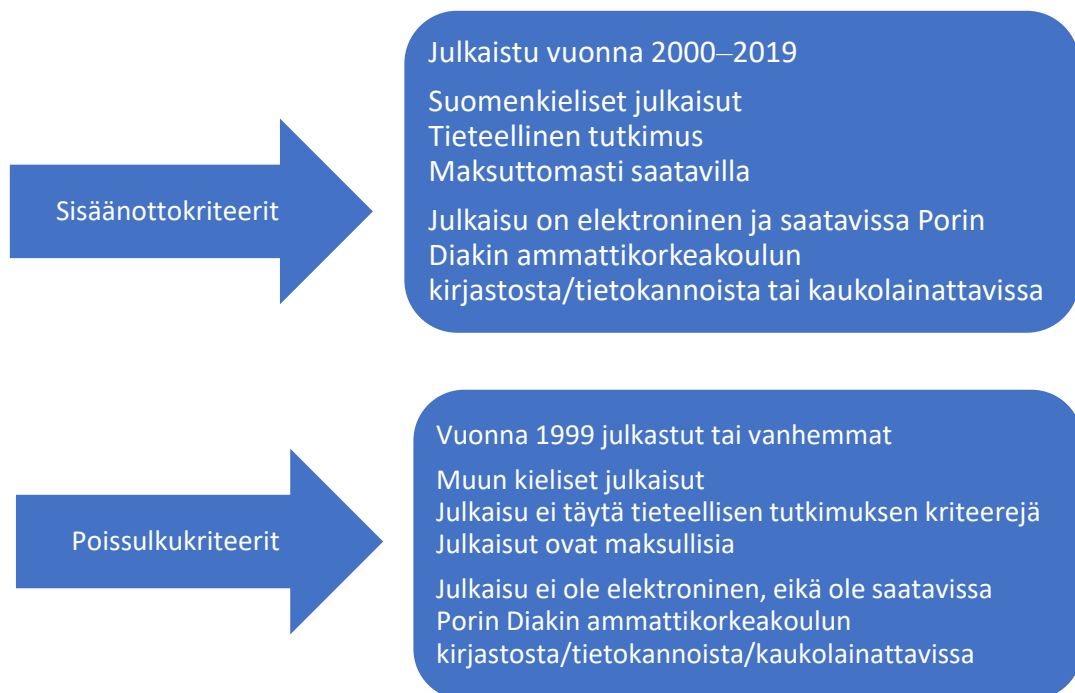 Sisäänottokriteerit
Julkaistu vuonna 2000–2019
Suomenkieliset julkaisut
Tieteellinen tutkimus
Maksuttomasti saatavilla
Julkaisu on elektroninen ja saatavissa Porin
Diakin ammattikorkeakoulun
kirjastosta/tietokannoista tai kaukolainattavissa
Poissulkukriteerit
Vuonna 1999 julkastut tai vanhemmat
Muun kieliset julkaisut
Julkaisu ei täytä tieteellisen tutkimuksen kriteerejä
Julkaisut ovat maksullisia
Julkaisu ei ole elektroninen, eikä ole saatavissa
Porin Diakin ammattikorkeakoulun
kirjastosta/tietokannoista/kaukolainattavissa